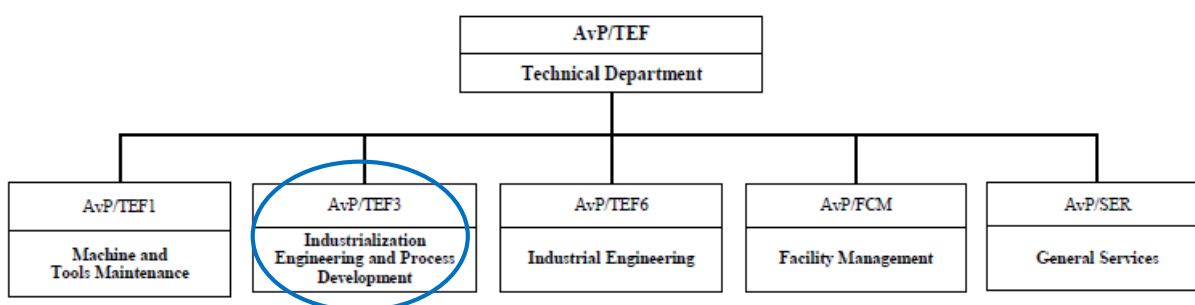 AvP/TEF
Technical Department
AvP/TEF1
Machine and
Tools Maintenance
AvP/TEF3
Industrialization
Engineering and Process
Development
AvP/TEF6
Industrial Engineering
AvP/FCM
Facility Management
AvP/SER
General Services